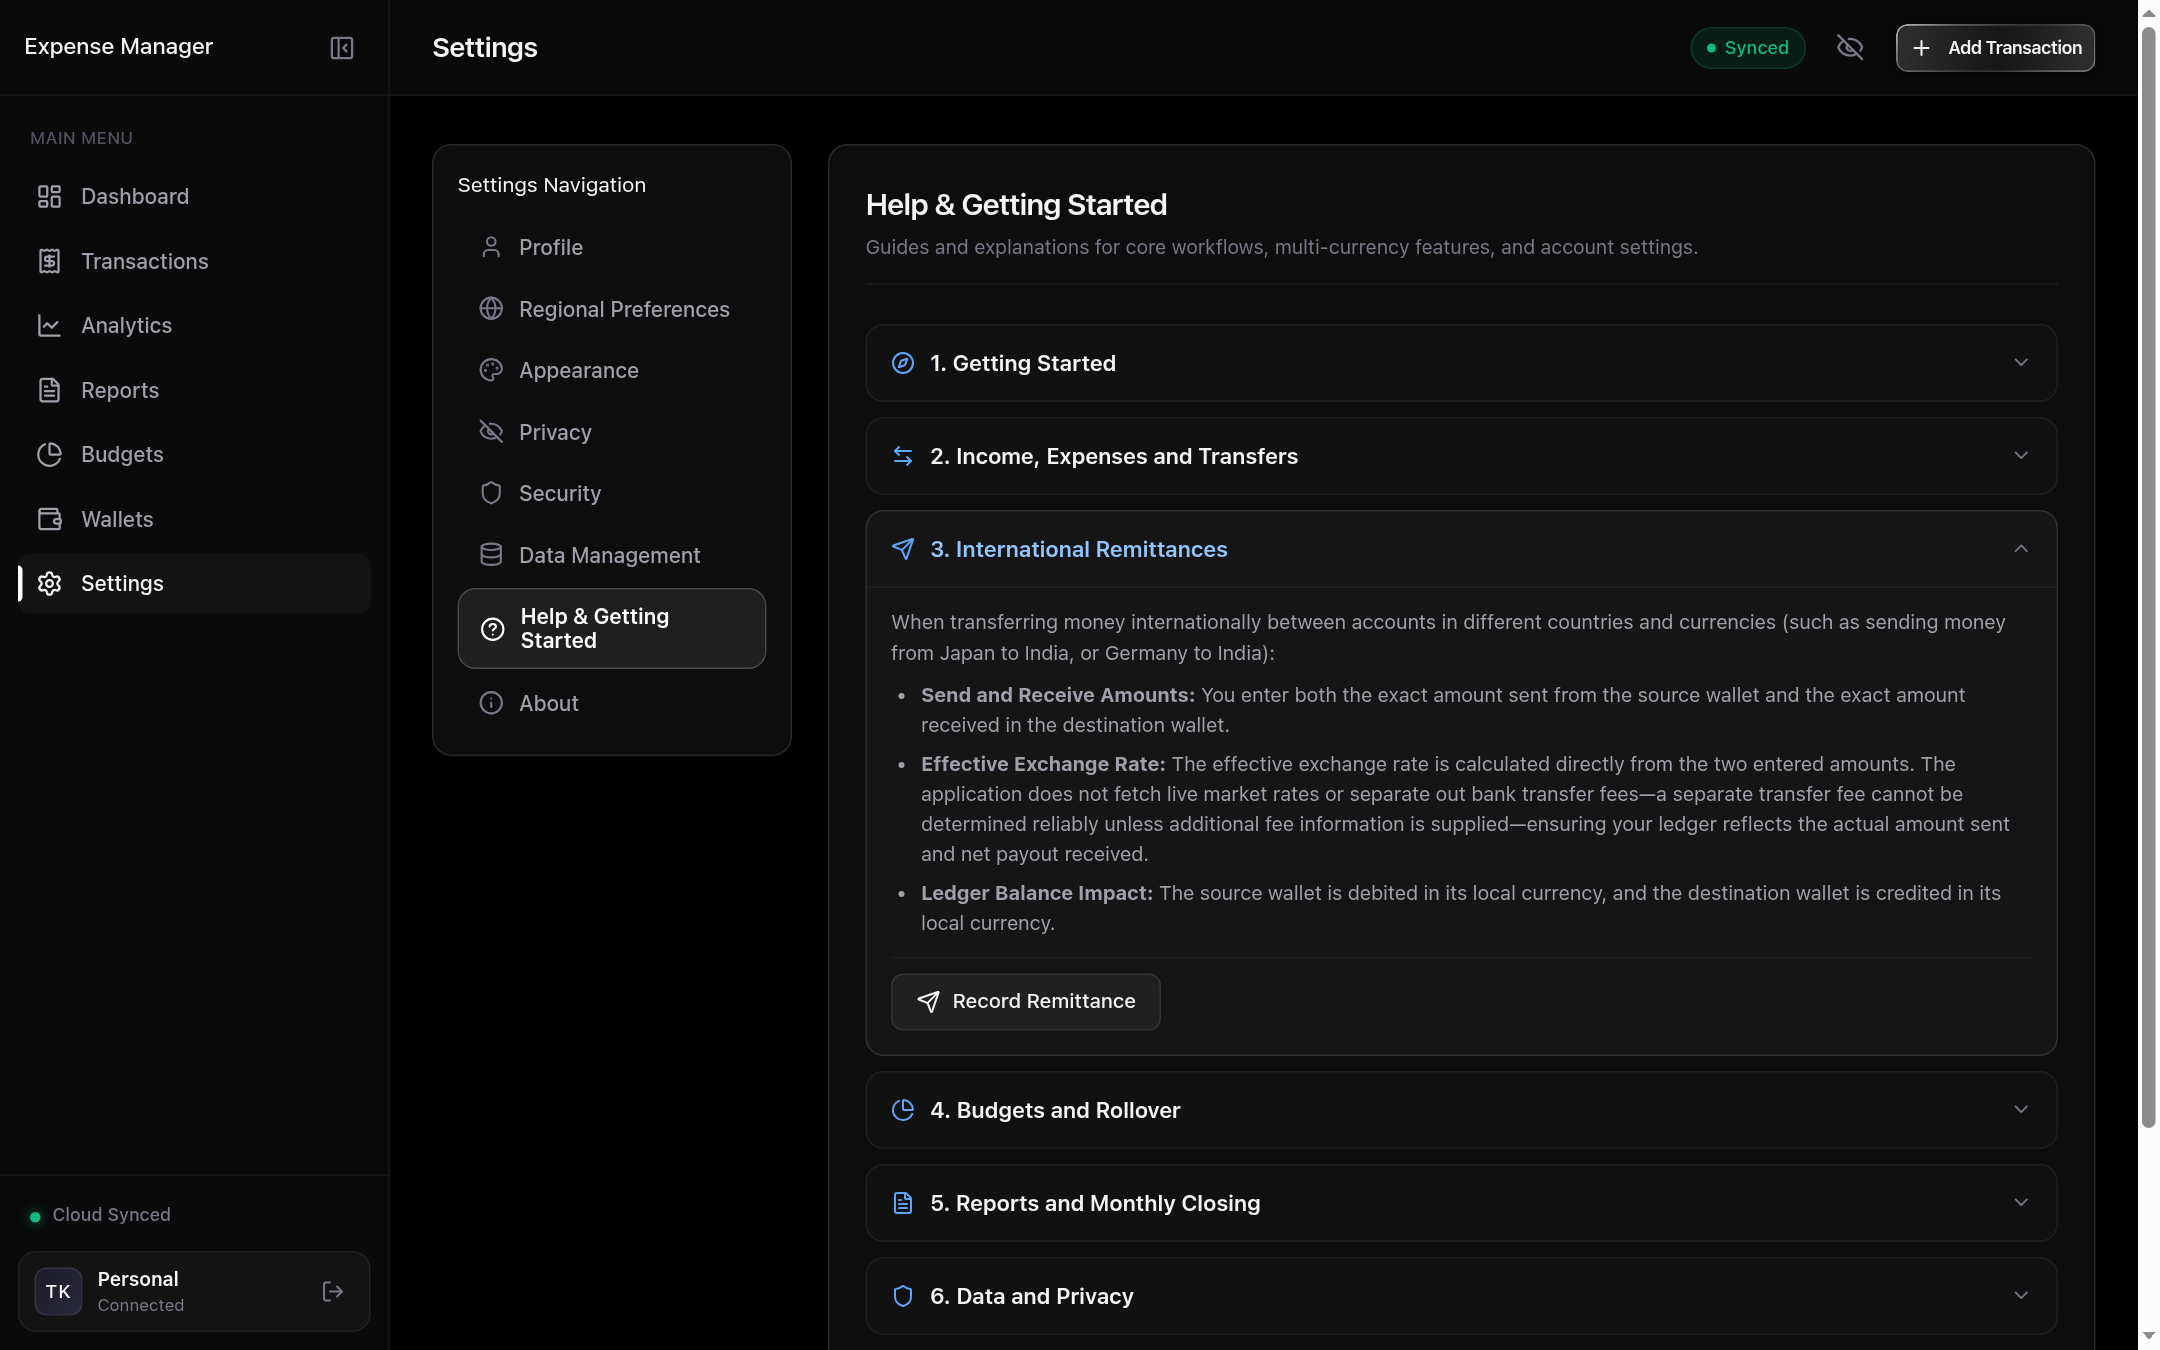 Expense Manager
Settings
Synced
Add Transaction
MAIN MENU
Dashboard
Transactions
Analytics
Reports
Budgets
Wallets
Settings
Cloud Synced
TK
Personal
Connected
Settings Navigation
Profile
Regional Preferences
Appearance
Privacy
Security
Data Management
Help & Getting
Started
About
Help & Getting Started
Guides and explanations for core workflows, multi-currency features, and account settings.
1. Getting Started
2. Income, Expenses and Transfers
3. International Remittances
When transferring money internationally between accounts in different countries and currencies (such as sending money
from Japan to India, or Germany to India):
• Send and Receive Amounts: You enter both the exact amount sent from the source wallet and the exact amount
received in the destination wallet.
• Effective Exchange Rate: The effective exchange rate is calculated directly from the two entered amounts. The
application does not fetch live market rates or separate out bank transfer fees—a separate transfer fee cannot be
determined reliably unless additional fee information is supplied—ensuring your ledger reflects the actual amount sent
and net payout received.
• Ledger Balance Impact: The source wallet is debited in its local currency, and the destination wallet is credited in its
local currency.
Record Remittance
4. Budgets and Rollover
5. Reports and Monthly Closing
6. Data and Privacy